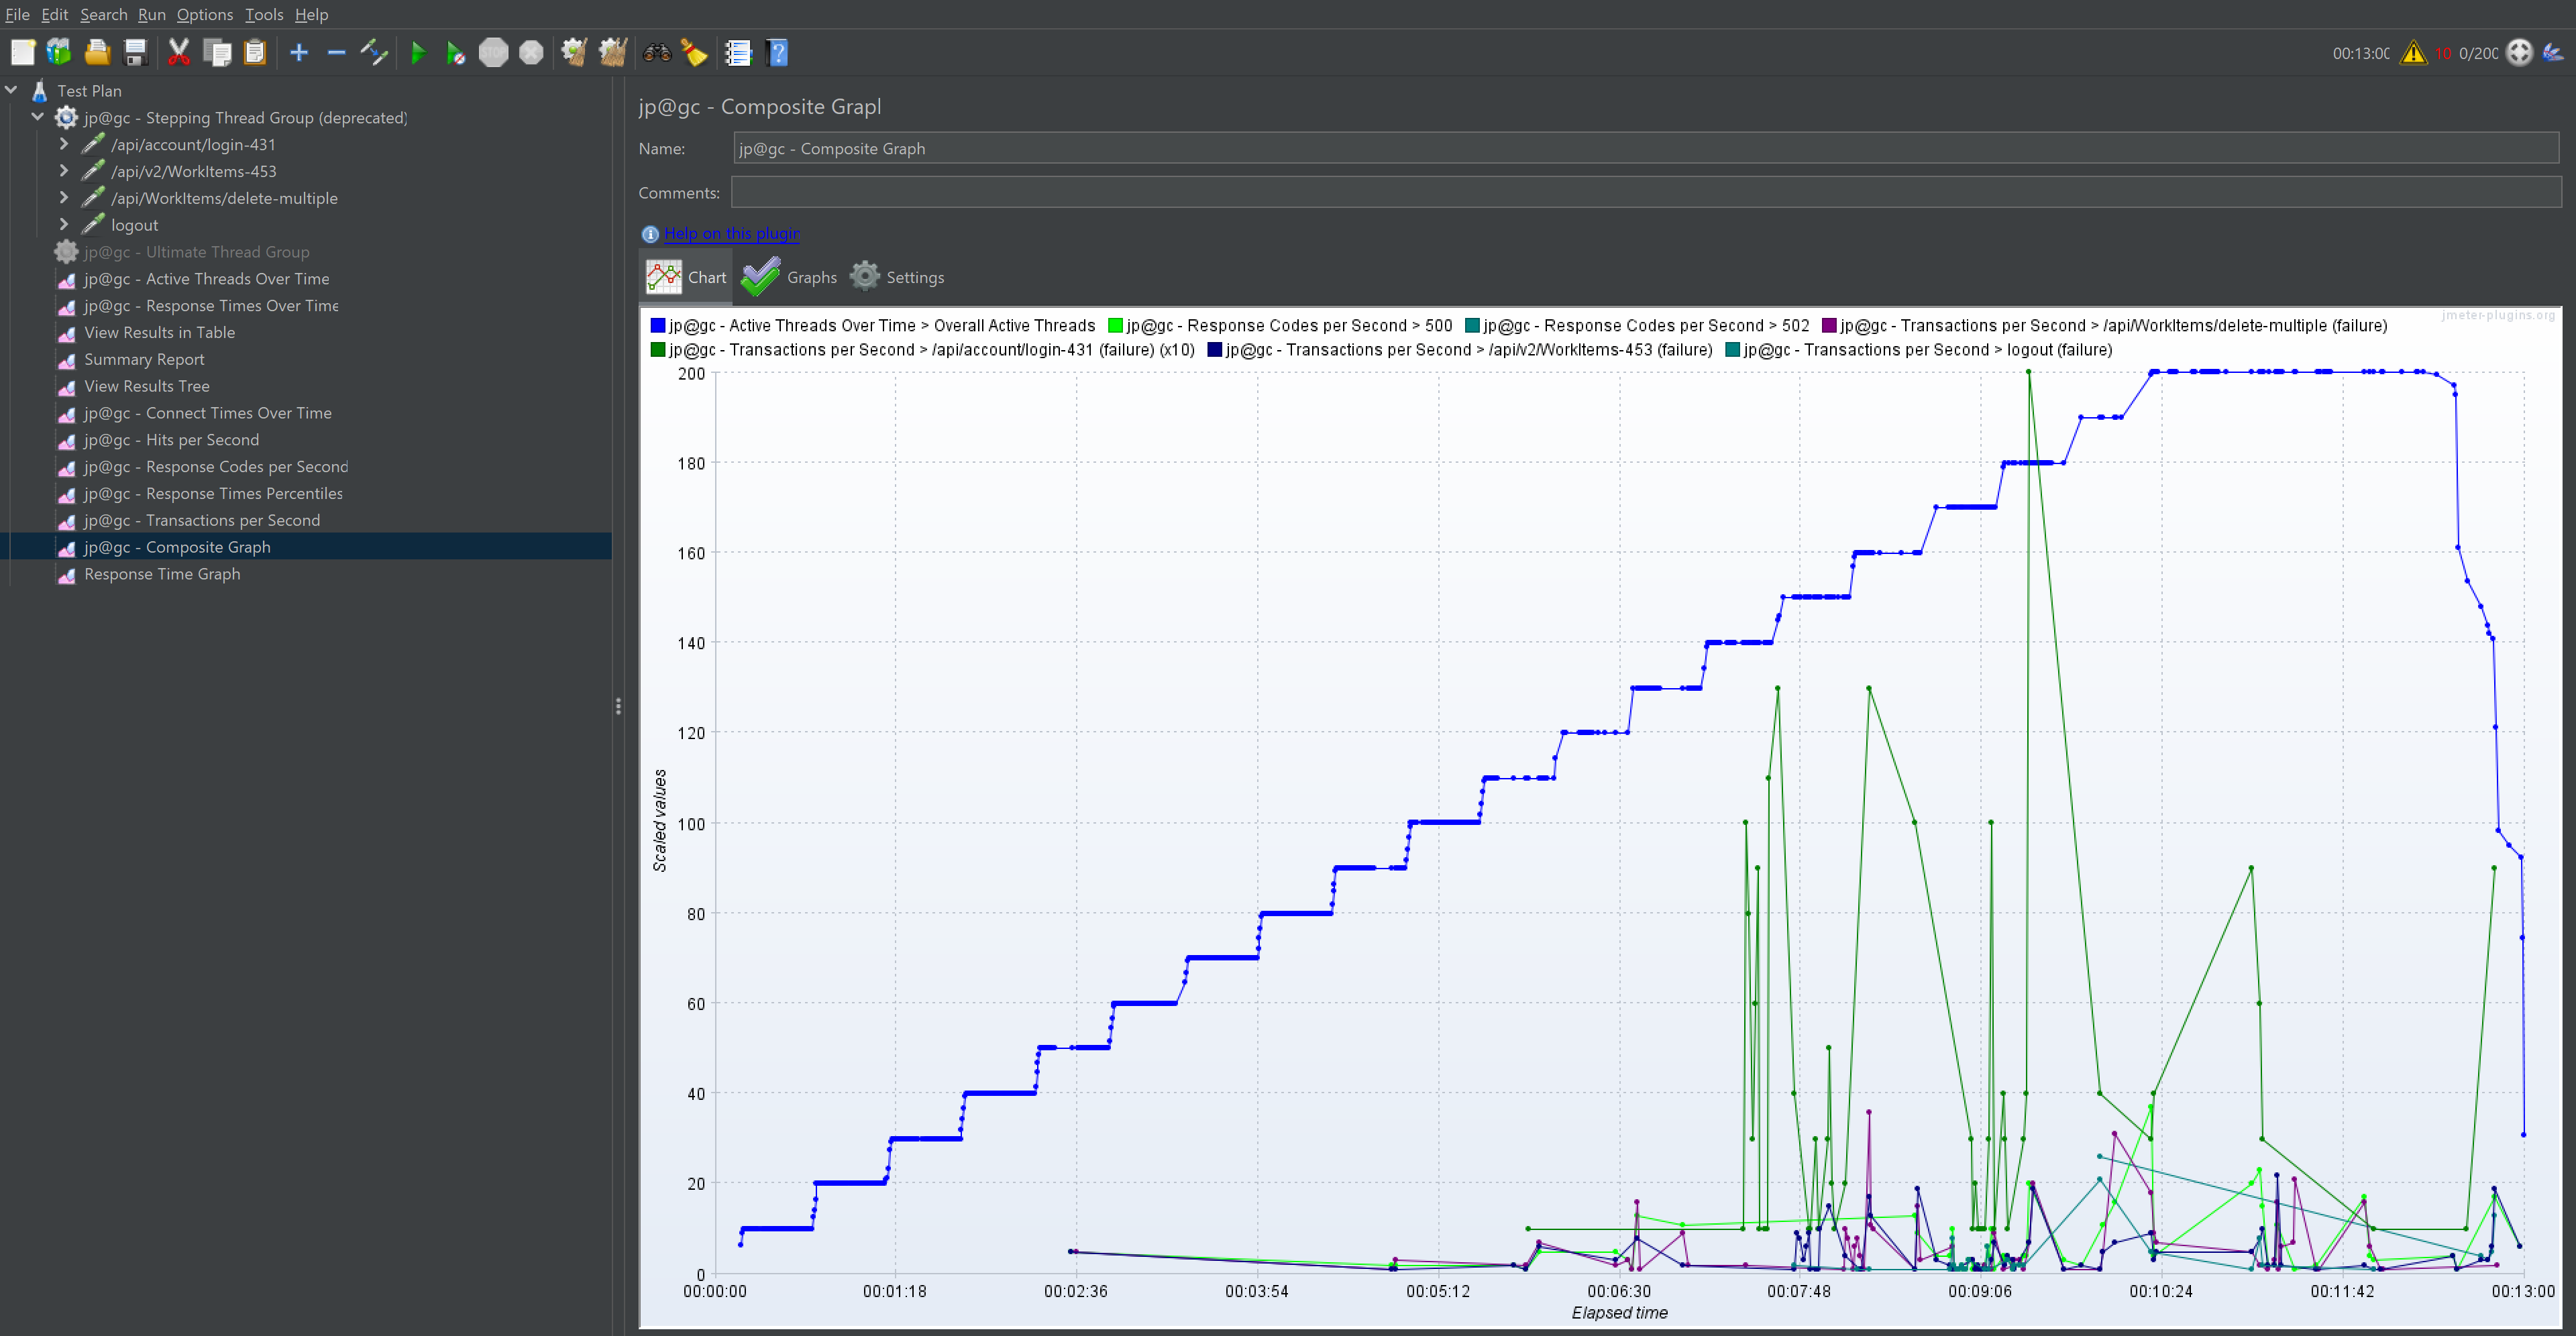 File Edit Search Run Options Tools Help
00:13:00 10 0/200
Test Plan
jp@gc - Stepping Thread Group (deprecated)
/api/account/login-431
/api/v2/WorkItems-453
/api/WorkItems/delete-multiple
logout
jp@gc - Ultimate Thread Group
jp@gc - Active Threads Over Time
jp@gc - Response Times Over Time
View Results in Table
Summary Report
View Results Tree
jp@gc - Connect Times Over Time
jp@gc - Hits per Second
jp@gc - Response Codes per Second
jp@gc - Response Times Percentiles
jp@gc - Transactions per Second
jp@gc - Composite Graph
Response Time Graph
jp@gc - Composite Graph
Name: jp@gc - Composite Graph
Comments:
Help on this plugin
Chart Graphs Settings
jp@gc - Active Threads Over Time > Overall Active Threads jp@gc - Response Codes per Second > 500 jp@gc - Response Codes per Second > 502 jp@gc - Transactions per Second > /api/WorkItems/delete-multiple (failure)
jmeter-plugins.org
jp@gc - Transactions per Second > /api/account/login-431 (failure) (x10) jp@gc - Transactions per Second > /api/v2/WorkItems-453 (failure) jp@gc - Transactions per Second > logout (failure)
200
180
160
140
120
100
80
60
40
20
0
Scaled values
00:00:00 00:01:18 00:02:36 00:03:54 00:05:12 00:06:30 00:07:48 00:09:06 00:10:24 00:11:42 00:13:00
Elapsed time